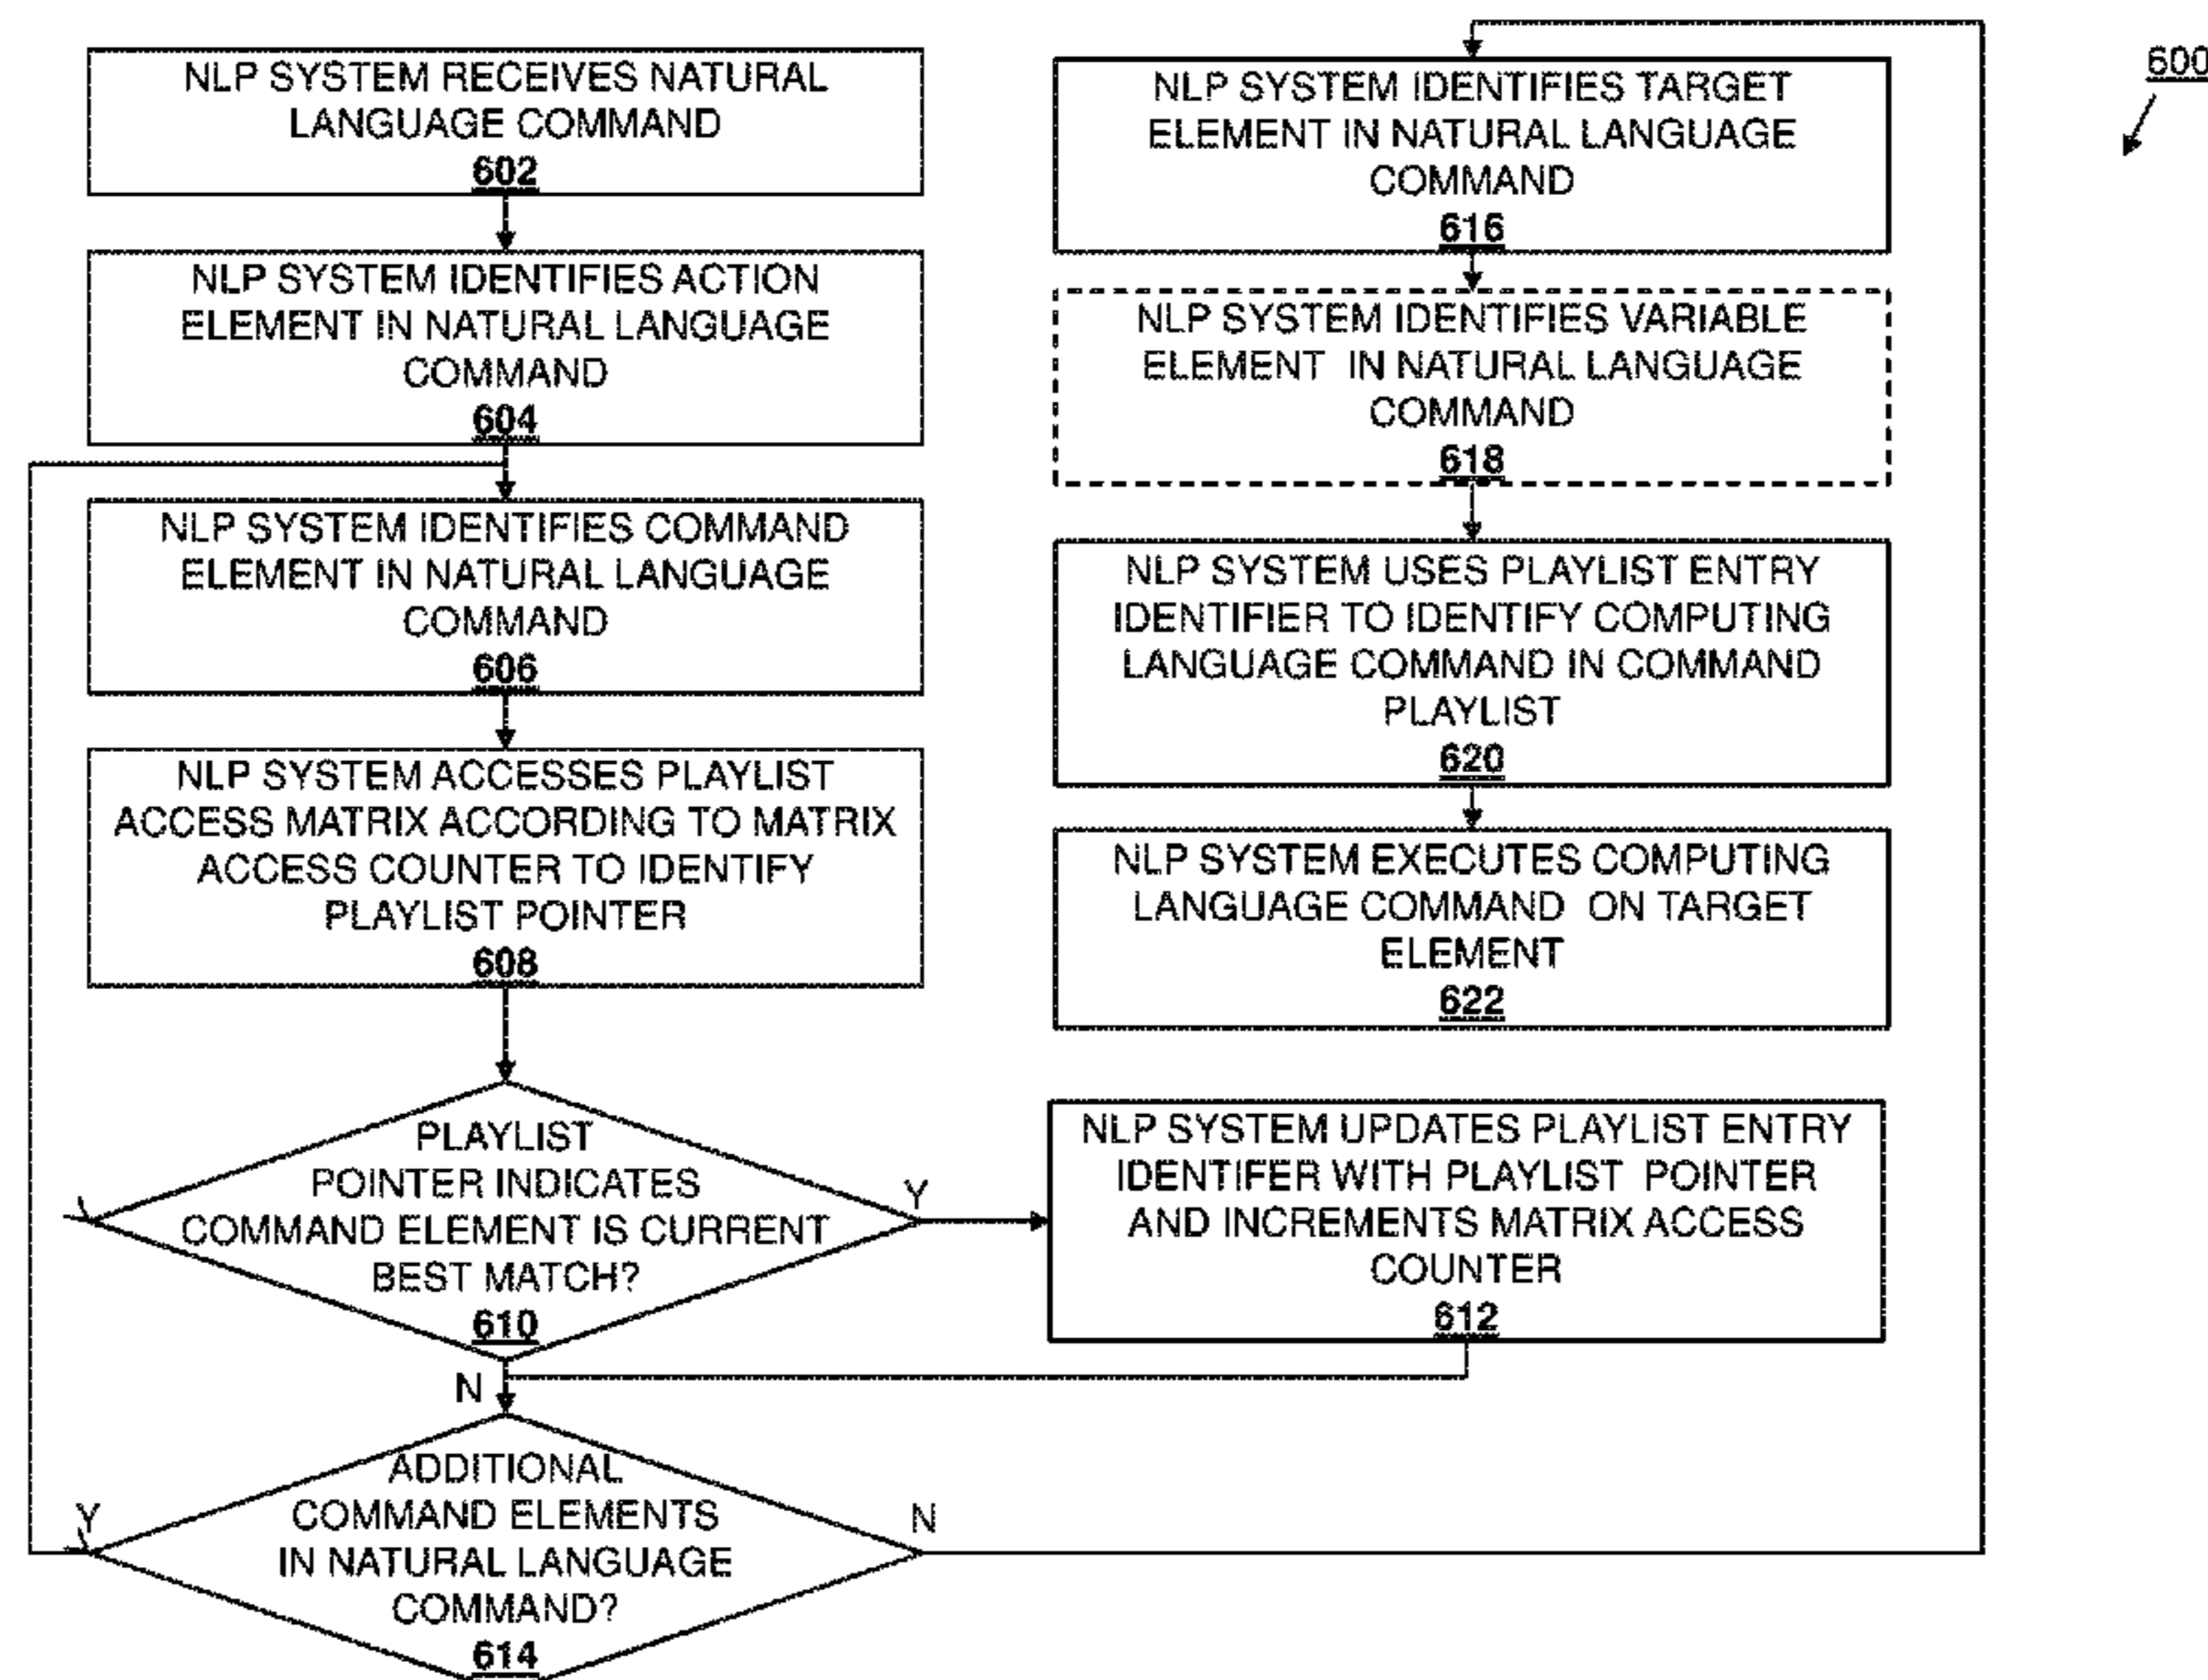 NLP SYSTEM RECEIVES NATURAL
LANGUAGE COMMAND
602
NLP SYSTEM IDENTIFIES ACTION
ELEMENT IN NATURAL LANGUAGE
COMMAND
604
NLP SYSTEM IDENTIFIES COMMAND
ELEMENT IN NATURAL LANGUAGE
COMMAND
606
NLP SYSTEM ACCESSES PLAYLIST
ACCESS MATRIX ACCORDING TO MATRIX
ACCESS COUNTER TO IDENTIFY
PLAYLIST POINTER
608
PLAYLIST
POINTER INDICATES
COMMAND ELEMENT IS CURRENT
BEST MATCH?
610
Y
N
NLP SYSTEM UPDATES PLAYLIST ENTRY
IDENTIFER WITH PLAYLIST POINTER
AND INCREMENTS MATRIX ACCESS
COUNTER
612
ADDITIONAL
COMMAND ELEMENTS
IN NATURAL LANGUAGE
COMMAND?
614
Y
N
NLP SYSTEM IDENTIFIES TARGET
ELEMENT IN NATURAL LANGUAGE
COMMAND
616
NLP SYSTEM IDENTIFIES VARIABLE
ELEMENT IN NATURAL LANGUAGE
COMMAND
618
NLP SYSTEM USES PLAYLIST ENTRY
IDENTIFIER TO IDENTIFY COMPUTING
LANGUAGE COMMAND IN COMMAND
PLAYLIST
620
NLP SYSTEM EXECUTES COMPUTING
LANGUAGE COMMAND ON TARGET
ELEMENT
622
600